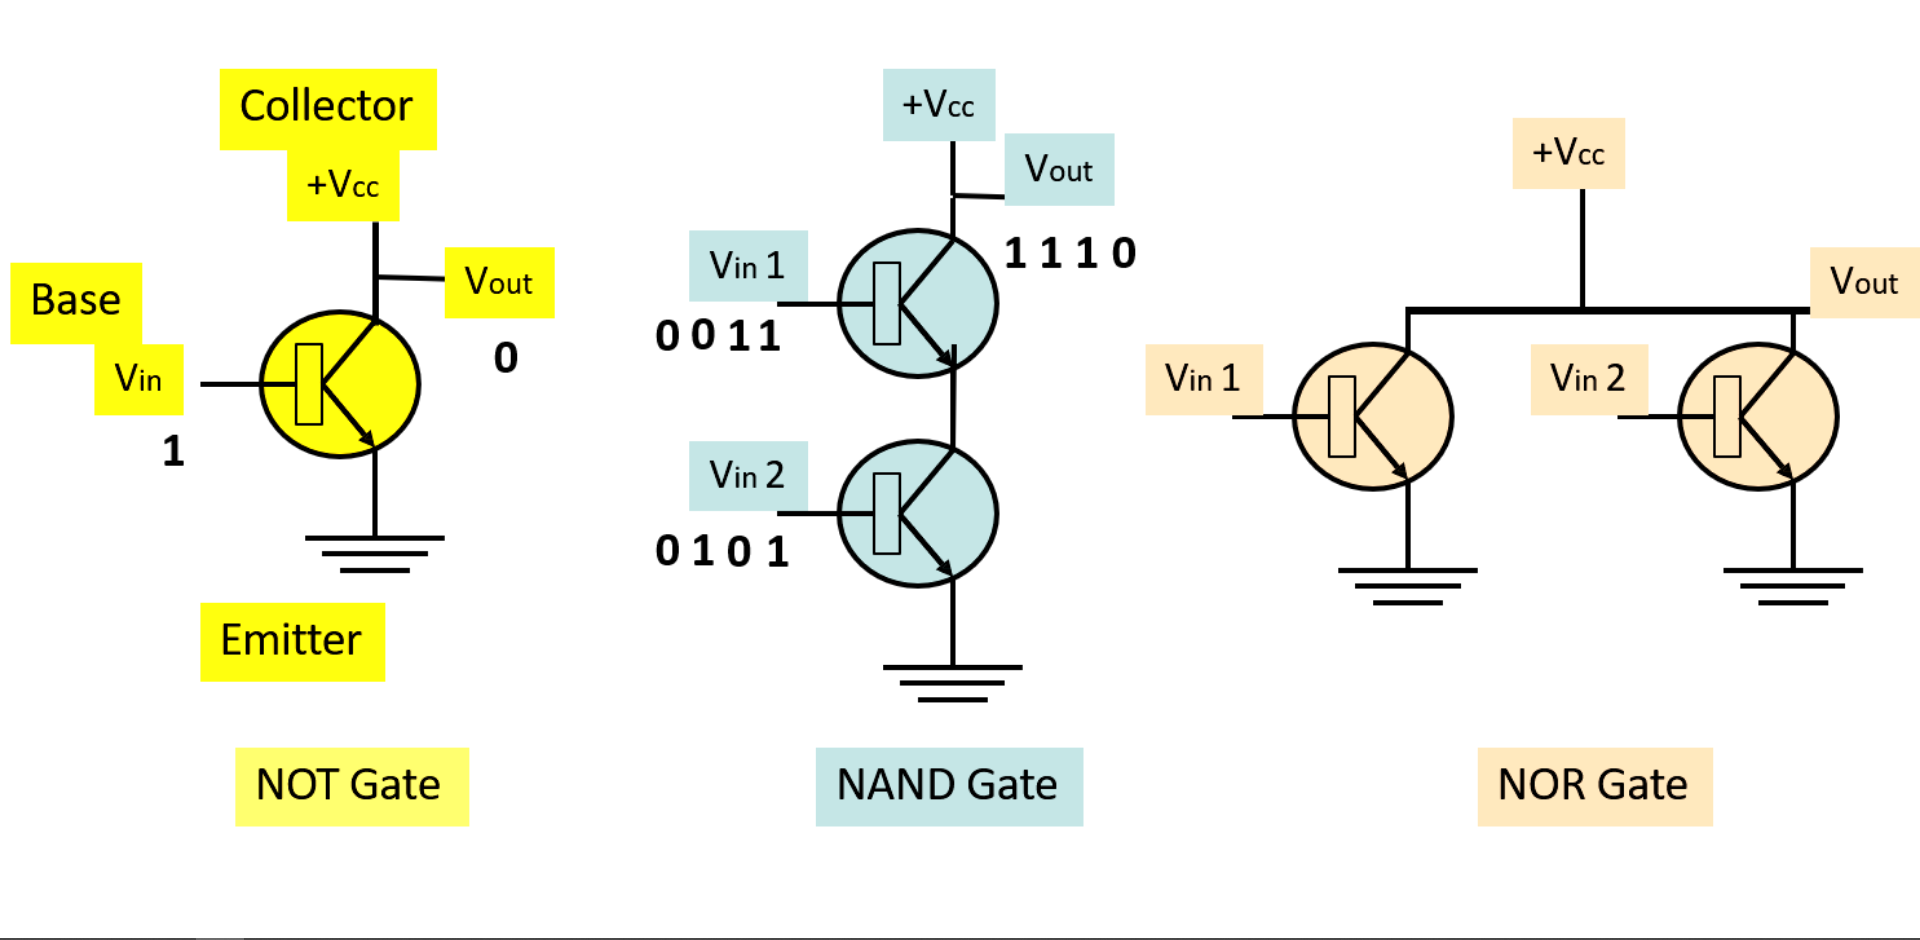 Collector
+Vcc
Base
Vout
Vin
0
1
Emitter
NOT Gate
+Vcc
Vout
Vin 1
1 1 1 0
0 0 1 1
Vin 2
0 1 0 1
NAND Gate
+Vcc
Vout
Vin 1
Vin 2
NOR Gate